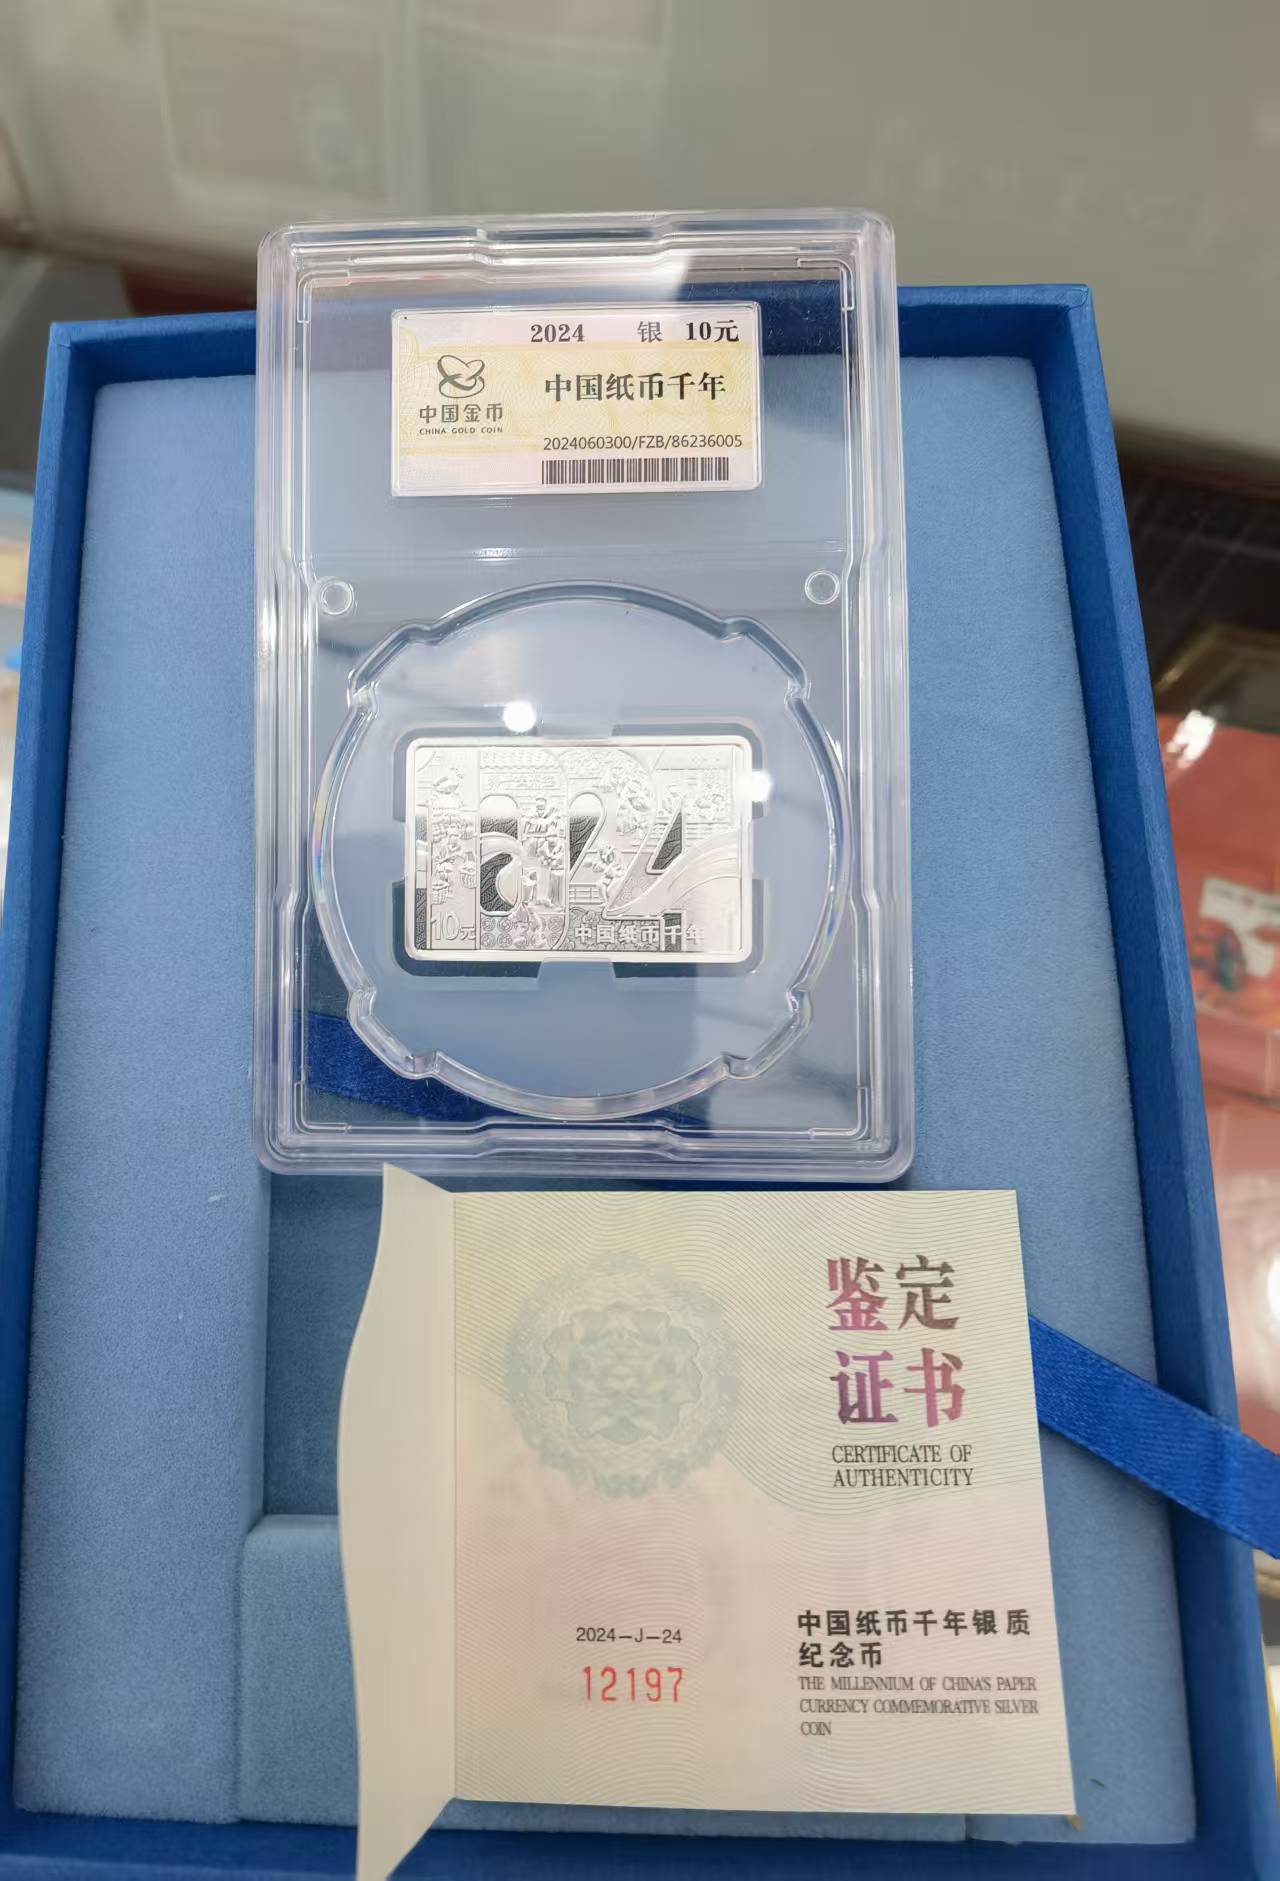 2024 银 10元
中国金币
CHINA GOLD COIN
中国纸币千年
2024060300/FZB/86236005
10元
中国纸币千年
鉴定
证书
CERTIFICATE OF
AUTHENTICITY
2024-J-24
12197
中国纸币千年银质
纪念币
THE MILLENNIUM OF CHINA'S PAPER
CURRENCY COMMEMORATIVE SILVER
COIN